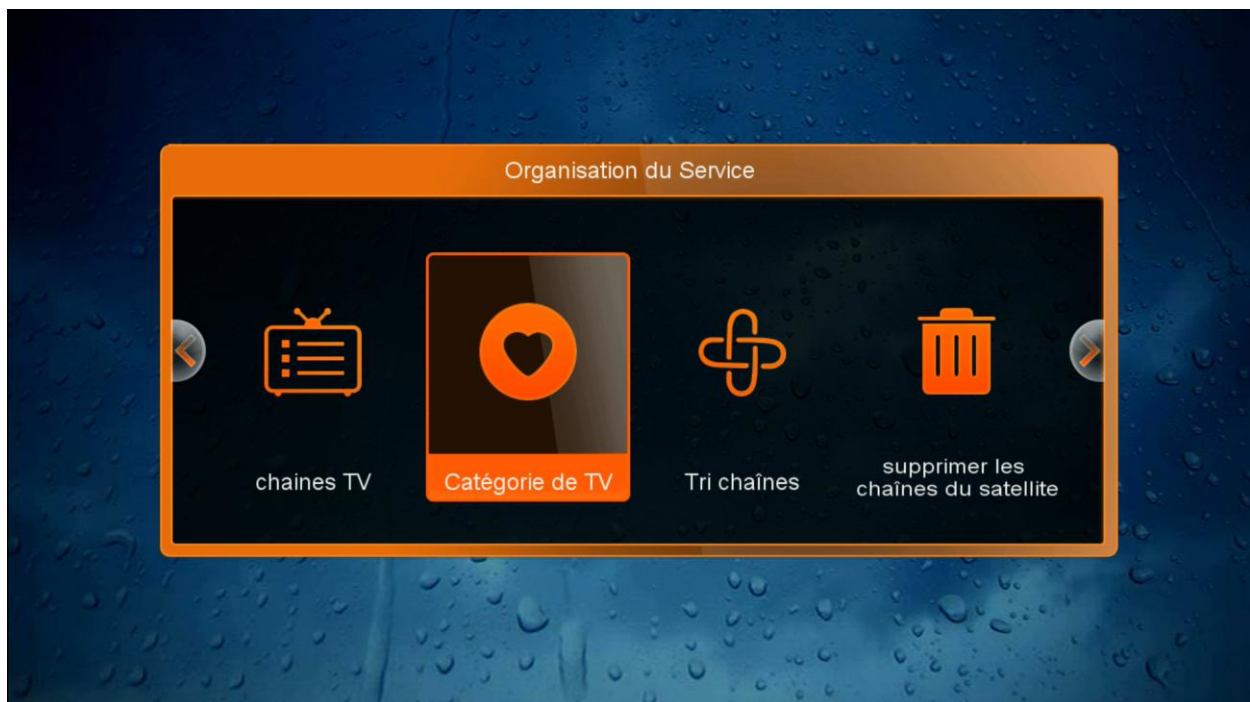 Organisation du Service
chaines TV
Catégorie de TV
Tri chaînes
supprimer les
chaînes du satellite